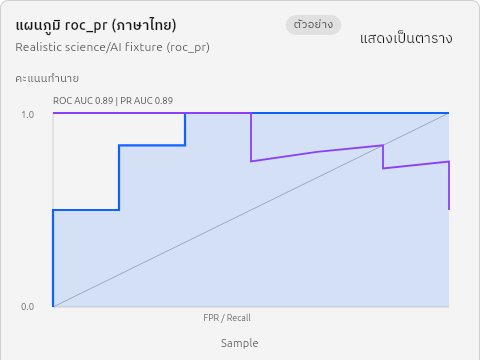 แผนภูมิ roc_pr (ภาษาไทย)
ตัวอย่าง
แสดงเป็นตาราง
Realistic science/AI fixture (roc_pr)
คะแนนทำนาย
ROC AUC 0.89 | PR AUC 0.89
1.0
0.0
FPR / Recall
Sample